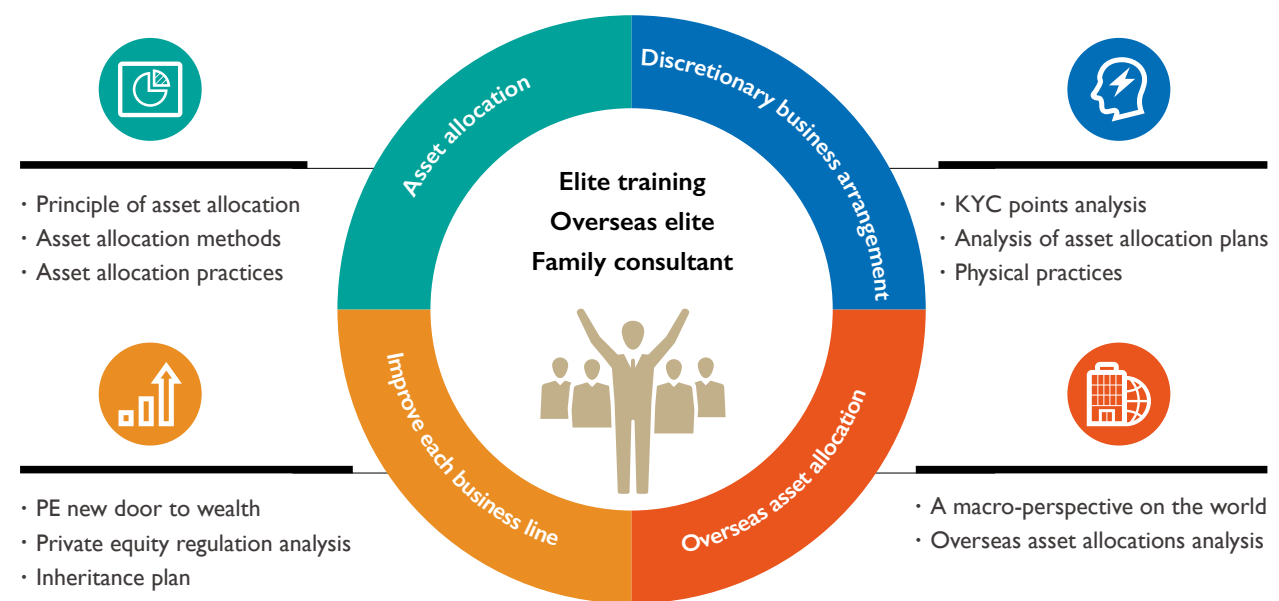 Asset allocation
Discretionary business arrangement
Elite training
Overseas elite
Family consultant
· Principle of asset allocation
· Asset allocation methods
· Asset allocation practices
· KYC points analysis
· Analysis of asset allocation plans
· Physical practices
Improve each business line
Overseas asset allocation
· PE new door to wealth
· Private equity regulation analysis
· Inheritance plan
· A macro-perspective on the world
· Overseas asset allocations analysis